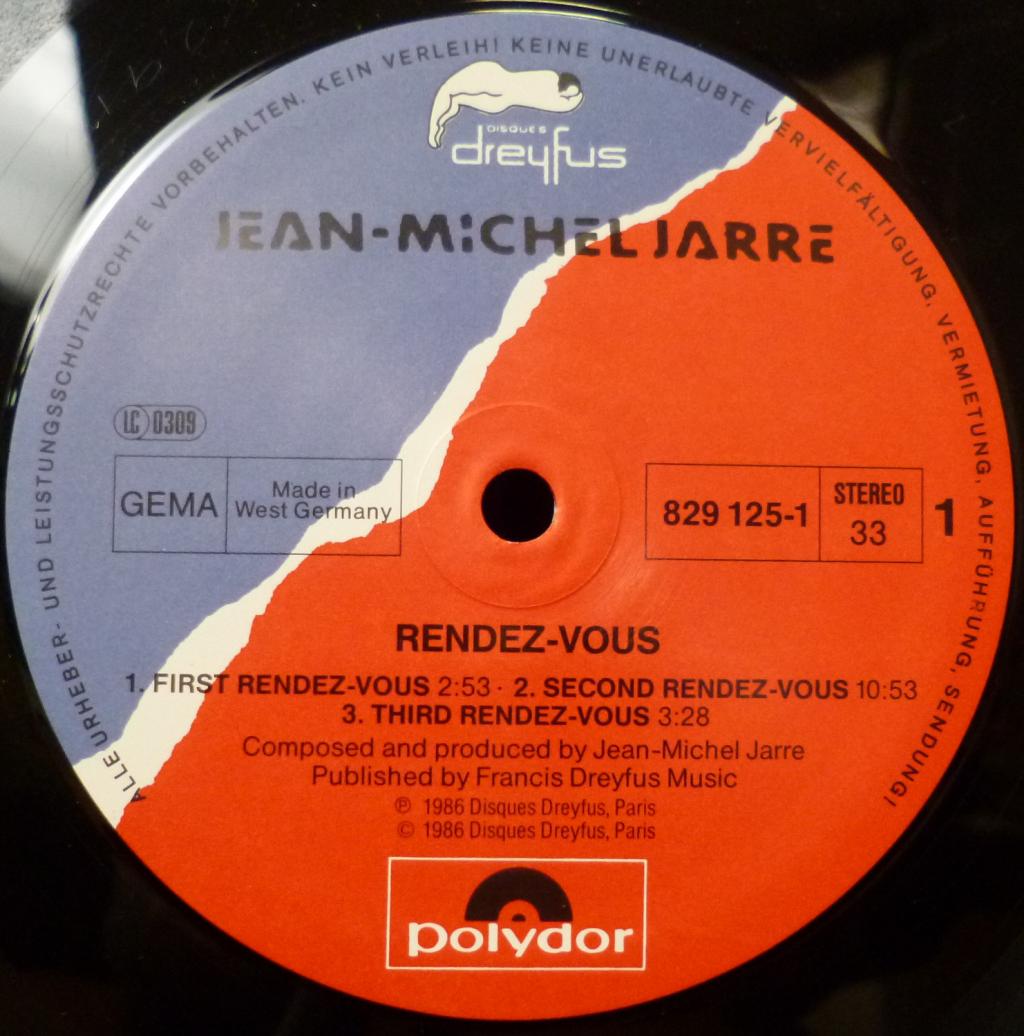 ALLE URHEBER- UND LEISTUNGSSCHUTZRECHTE VORBEHALTEN. KEIN VERLEIH! KEINE UNERLAUBTE VERVIELFÄLTIGUNG, VERMIETUNG, AUFFÜHRUNG, SENDUNG!
DISQUES
dreyfus
JEAN-MICHEL JARRE
LC 0309
GEMA
Made in
West Germany
829 125-1
STEREO
33
1
RENDEZ-VOUS
1. FIRST RENDEZ-VOUS 2:53 · 2. SECOND RENDEZ-VOUS 10:53
3. THIRD RENDEZ-VOUS 3:28
Composed and produced by Jean-Michel Jarre
Published by Francis Dreyfus Music
℗ 1986 Disques Dreyfus, Paris
© 1986 Disques Dreyfus, Paris
polydor